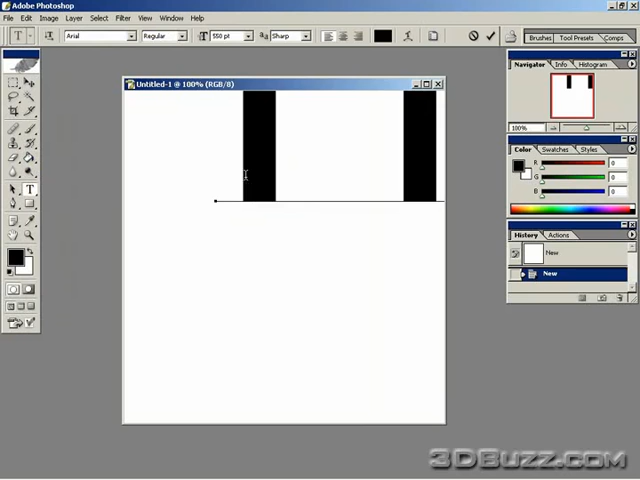 Adobe Photoshop
File Edit Image Layer Select Filter View Window Help
T Arial Regular T 550 pt aa Sharp Brushes Tool Presets Comps
Untitled-1 @ 100% (RGB/8)
Navigator Info Histogram
100%
Color Swatches Styles
R 0
G 0
B 0
History Actions
New
New
T
3DBuzz.com